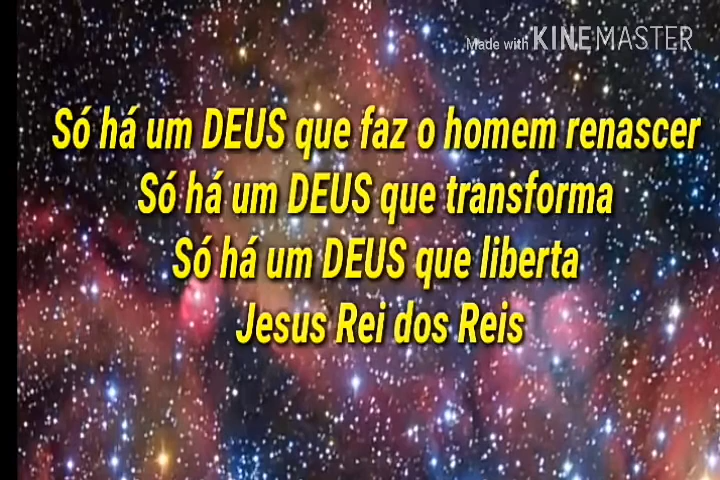 Made with KINEMASTER
Só há um DEUS que faz o homem renascer
Só há um DEUS que transforma
Só há um DEUS que liberta
Jesus Rei dos Reis